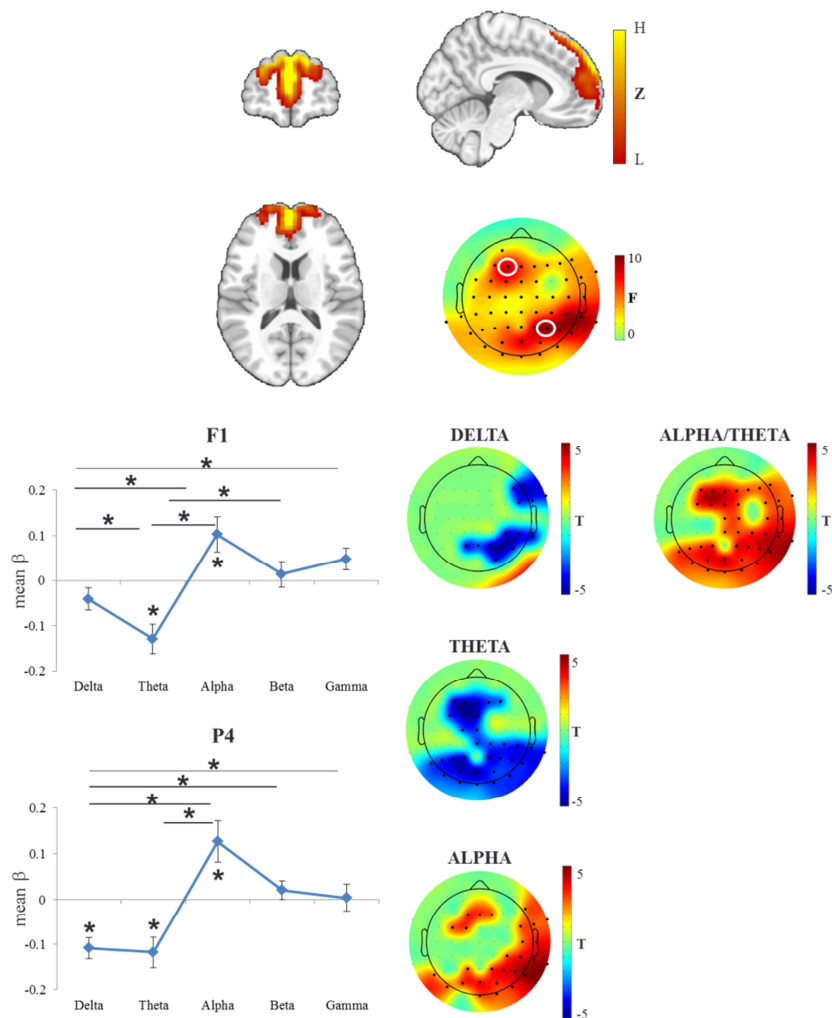 H
Z
L
10
F
0
F1
*
*
*
*
*
0.2
0.1
0
-0.1
-0.2
mean β
*
*
Delta Theta Alpha Beta Gamma
P4
*
*
*
*
0.2
0.1
0
-0.1
-0.2
mean β
*
*
*
Delta Theta Alpha Beta Gamma
DELTA
5
T
-5
ALPHA/THETA
5
T
-5
THETA
5
T
-5
ALPHA
5
T
-5